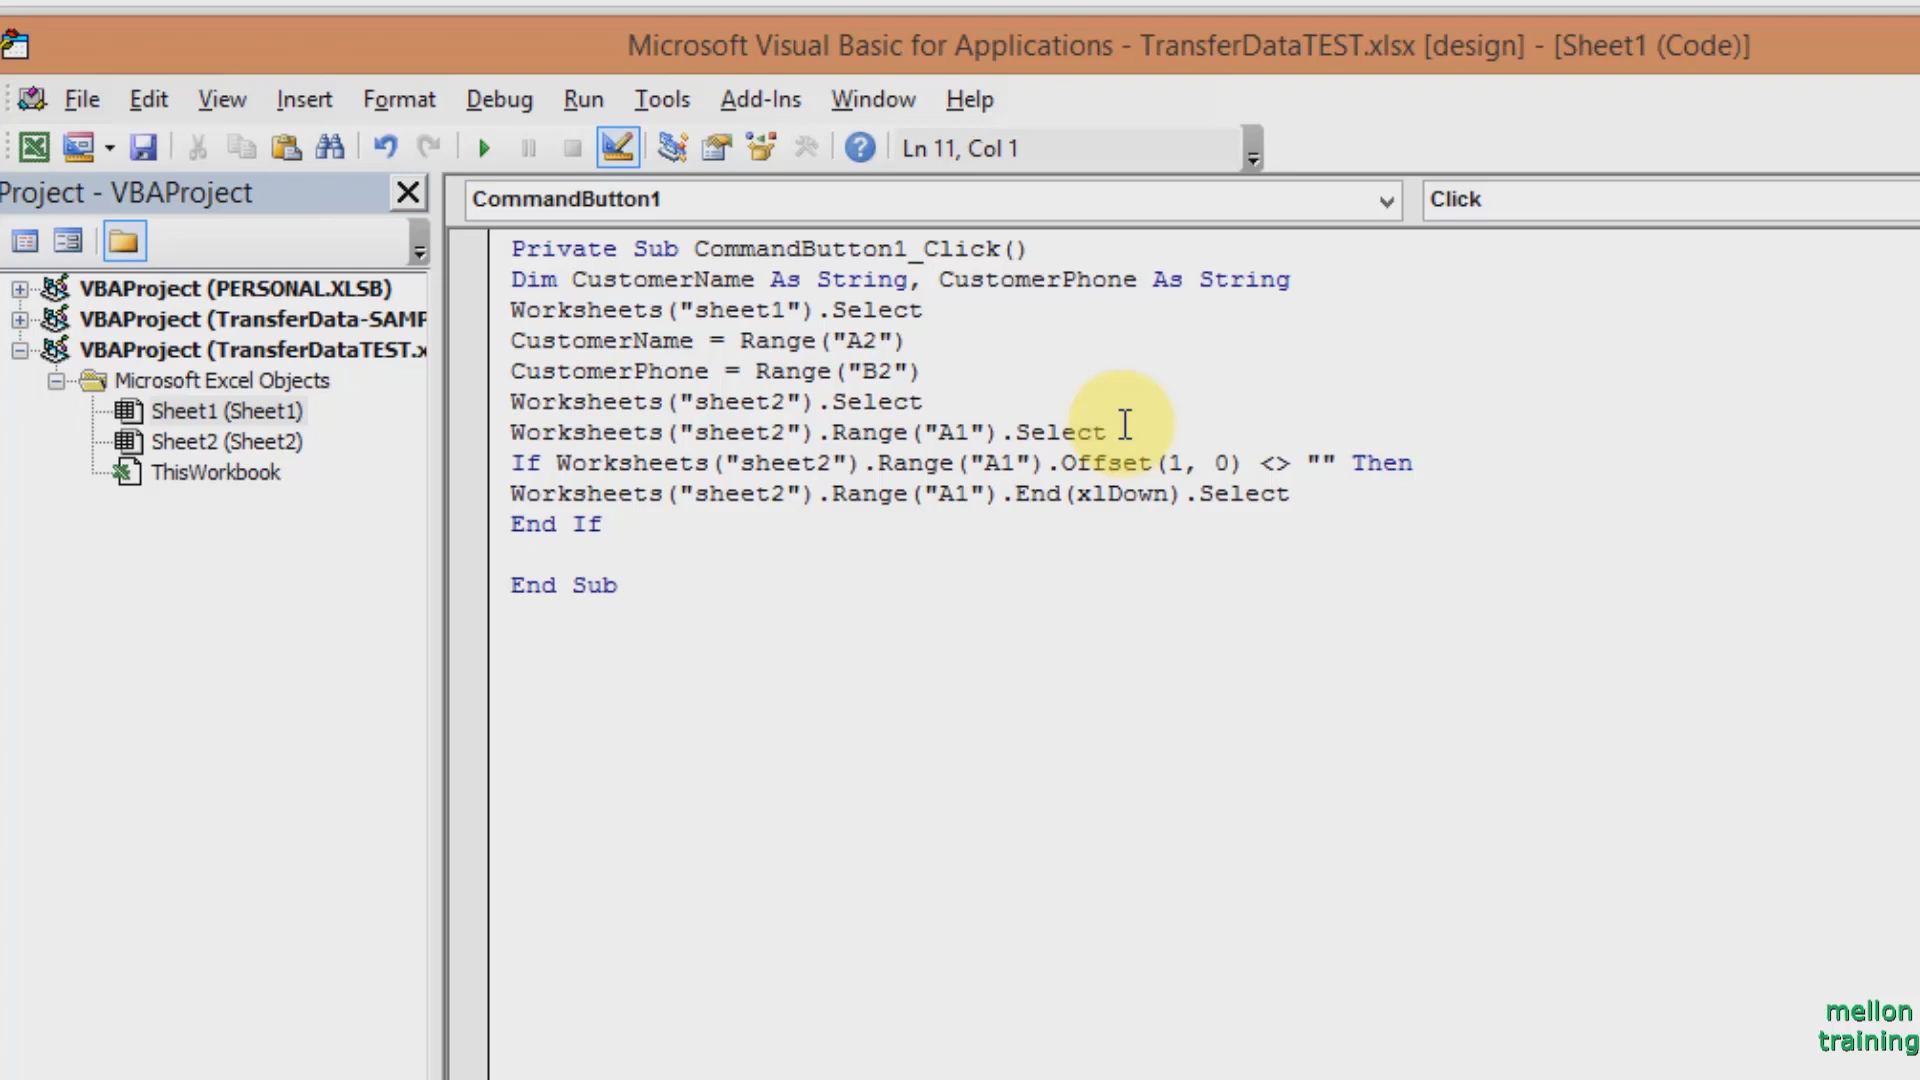 Microsoft Visual Basic for Applications - TransferDataTEST.xlsx [design] - [Sheet1 (Code)]
File Edit View Insert Format Debug Run Tools Add-Ins Window Help
Ln 11, Col 1
Project - VBAProject
CommandButton1
Click
VBAProject (PERSONAL.XLSB)
VBAProject (TransferData-SAMP
VBAProject (TransferDataTEST.x
Microsoft Excel Objects
Sheet1 (Sheet1)
Sheet2 (Sheet2)
ThisWorkbook
Private Sub CommandButton1_Click()
Dim CustomerName As String, CustomerPhone As String
Worksheets("sheet1").Select
CustomerName = Range("A2")
CustomerPhone = Range("B2")
Worksheets("sheet2").Select
Worksheets("sheet2").Range("A1").Select
If Worksheets("sheet2").Range("A1").Offset(1, 0) <> "" Then
Worksheets("sheet2").Range("A1").End(xlDown).Select
End If
End Sub
mellon
training